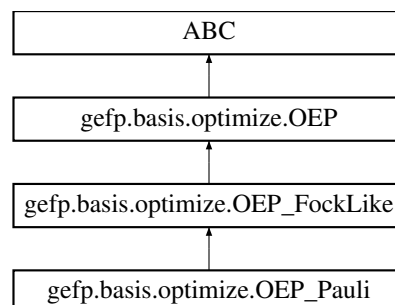 ABC
gefp.basis.optimize.OEP
gefp.basis.optimize.OEP_FockLike
gefp.basis.optimize.OEP_Pauli